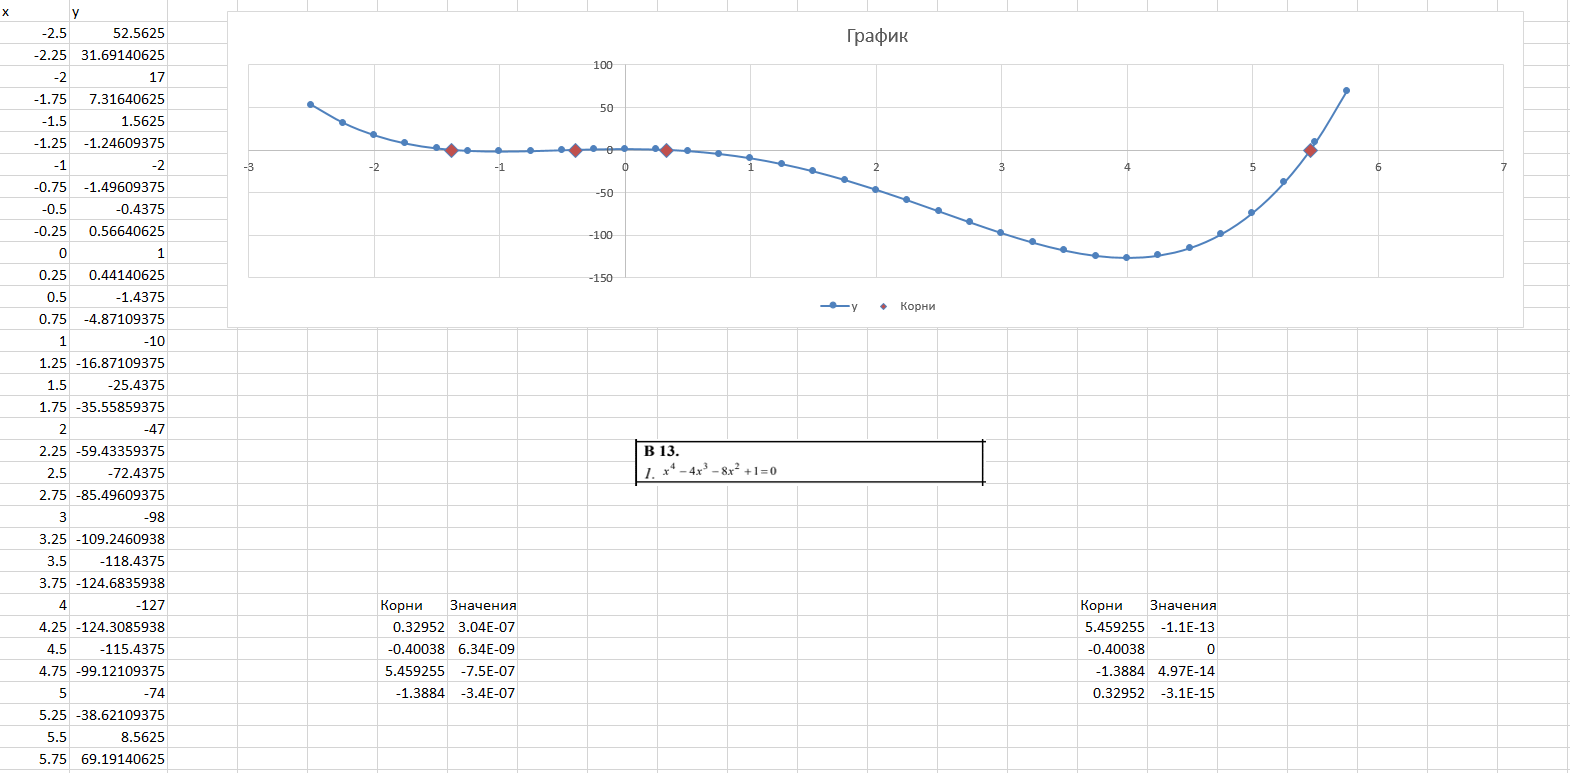 x y
-2.5 52.5625
-2.25 31.69140625
-2 17
-1.75 7.31640625
-1.5 1.5625
-1.25 -1.24609375
-1 -2
-0.75 -1.49609375
-0.5 -0.4375
-0.25 0.56640625
0 1
0.25 0.44140625
0.5 -1.4375
0.75 -4.87109375
1 -10
1.25 -16.87109375
1.5 -25.4375
1.75 -35.55859375
2 -47
2.25 -59.43359375
2.5 -72.4375
2.75 -85.49609375
3 -98
3.25 -109.2460938
3.5 -118.4375
3.75 -124.6835938
4 -127
4.25 -124.3085938
4.5 -115.4375
4.75 -99.12109375
5 -74
5.25 -38.62109375
5.5 8.5625
5.75 69.19140625
График
100
50
0
-3 -2 -1 0 1 2 3 4 5 6 7
-50
-100
-150
y Корни
В 13.
1. x⁴ − 4x³ − 8x² + 1 = 0
Корни Значения
0.32952 3.04E-07
-0.40038 6.34E-09
5.459255 -7.5E-07
-1.3884 -3.4E-07
Корни Значения
5.459255 -1.1E-13
-0.40038 0
-1.3884 4.97E-14
0.32952 -3.1E-15